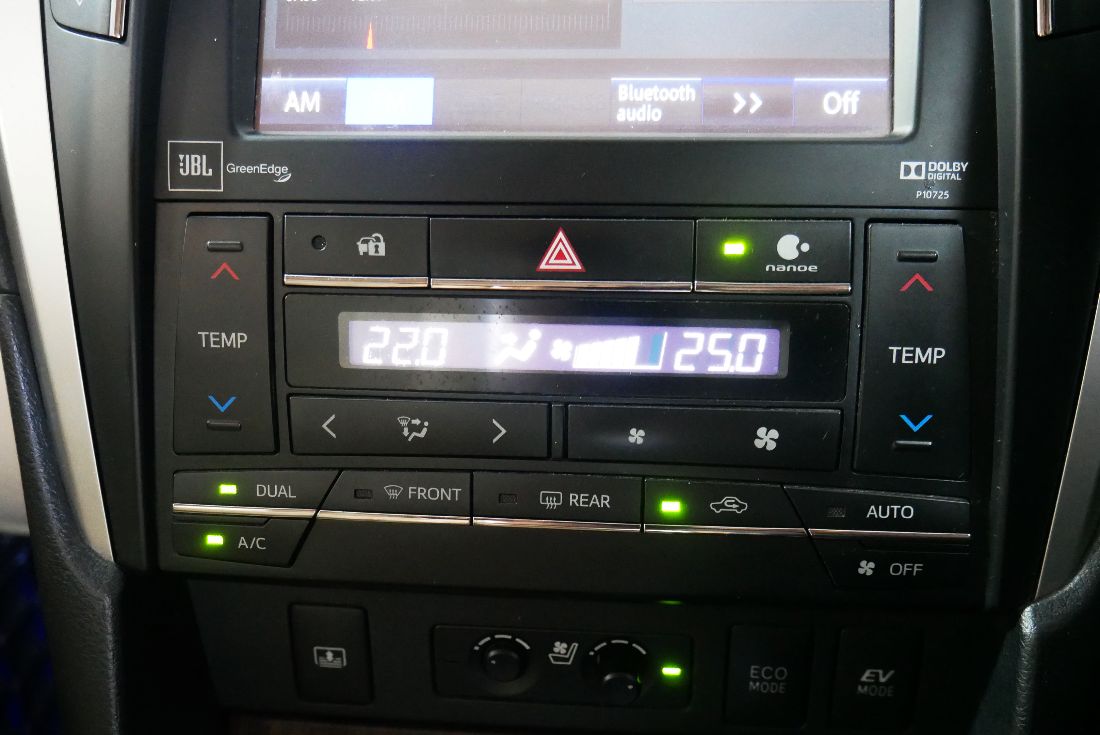 AM
Bluetooth
audio
>>
Off
JBL
GreenEdge
DOLBY
DIGITAL
P10725
nanoe
TEMP
22.0
25.0
TEMP
DUAL
FRONT
REAR
AUTO
A/C
OFF
ECO
MODE
EV
MODE